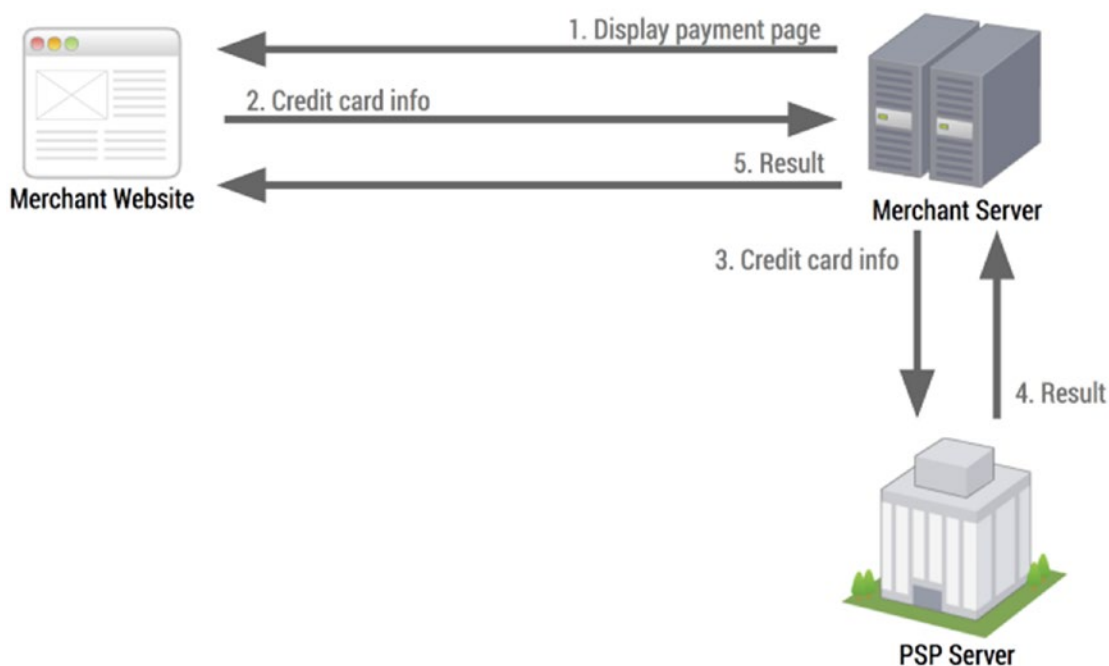 1. Display payment page
2. Credit card info
5. Result
Merchant Website
Merchant Server
3. Credit card info
4. Result
PSP Server